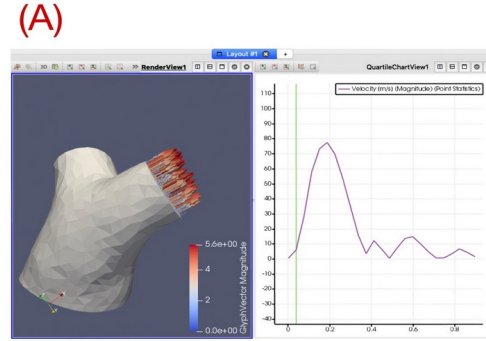 (A)
Layout #1
+
3D
>> RenderView1
QuartileChartView1
Velocity (m/s) (Magnitude) (Point Statistics)
110
100
90
80
70
60
50
40
30
20
10
0
-10
-20
-30
-40
0
0.2
0.4
0.6
0.8
5.6e+00
4
2
0.0e+00
GlyphVector Magnitude